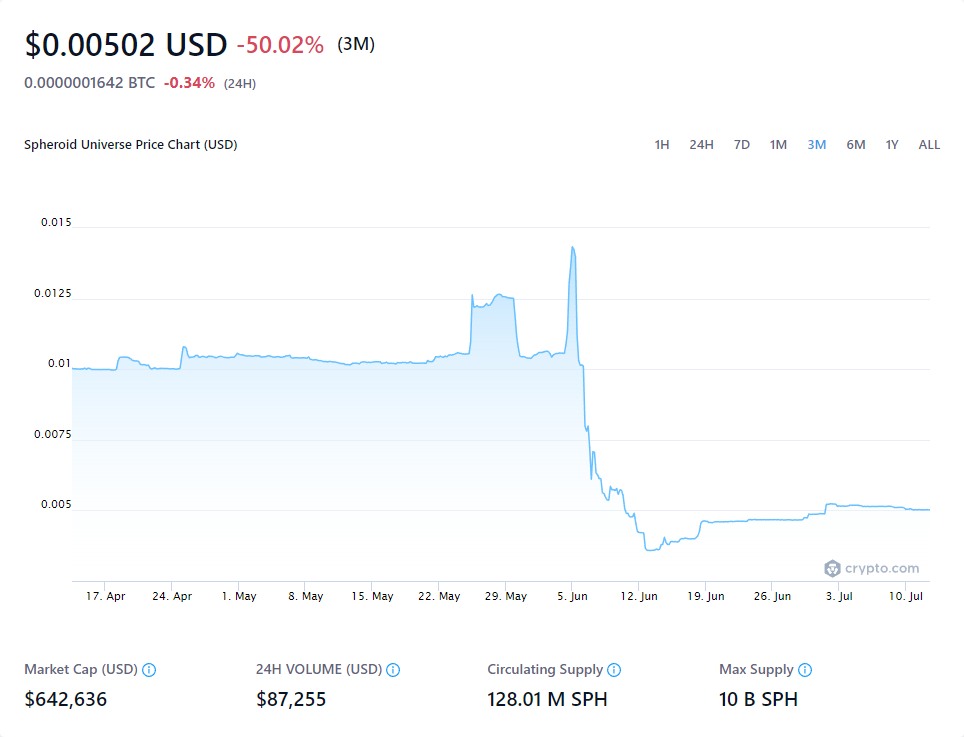 $0.00502 USD -50.02% (3M)
0.0000001642 BTC -0.34% (24H)
Spheroid Universe Price Chart (USD) 1H 24H 7D 1M 3M 6M 1Y ALL
0.015
0.0125
0.01
0.0075
0.005
crypto.com
17. Apr 24. Apr 1. May 8. May 15. May 22. May 29. May 5. Jun 12. Jun 19. Jun 26. Jun 3. Jul 10. Jul
Market Cap (USD) 24H VOLUME (USD) Circulating Supply Max Supply
$642,636 $87,255 128.01 M SPH 10 B SPH